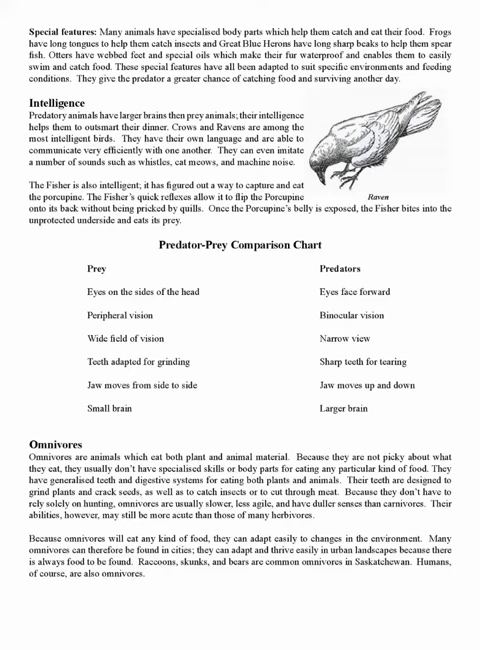 Special features: Many animals have specialised body parts which help them catch and eat their food. Frogs
have long tongues to help them catch insects and Great Blue Herons have long sharp beaks to help them spear
fish. Otters have webbed feet and special oils which make their fur waterproof and enables them to easily
swim and catch food. These special features have all been adapted to suit specific environments and feeding
conditions. They give the predator a greater chance of catching food and surviving another day.
Intelligence
Predatory animals have larger brains then prey animals; their intelligence
helps them to outsmart their dinner. Crows and Ravens are among the
most intelligent birds. They have their own language and are able to
communicate very efficiently with one another. They can even imitate
a number of sounds such as whistles, cat meows, and machine noise.
The Fisher is also intelligent; it has figured out a way to capture and eat
the porcupine. The Fisher's quick reflexes allow it to flip the Porcupine
Raven
onto its back without being pricked by quills. Once the Porcupine's belly is exposed, the Fisher bites into the
unprotected underside and eats its prey.
Predator-Prey Comparison Chart
Prey Predators
Eyes on the sides of the head Eyes face forward
Peripheral vision Binocular vision
Wide field of vision Narrow view
Teeth adapted for grinding Sharp teeth for tearing
Jaw moves from side to side Jaw moves up and down
Small brain Larger brain
Omnivores
Omnivores are animals which eat both plant and animal material. Because they are not picky about what
they eat, they usually don't have specialised skills or body parts for eating any particular kind of food. They
have generalised teeth and digestive systems for eating both plants and animals. Their teeth are designed to
grind plants and crack seeds, as well as to catch insects or to cut through meat. Because they don't have to
rely solely on hunting, omnivores are usually slower, less agile, and have duller senses than carnivores. Their
abilities, however, may still be more acute than those of many herbivores.
Because omnivores will eat any kind of food, they can adapt easily to changes in the environment. Many
omnivores can therefore be found in cities; they can adapt and thrive easily in urban landscapes because there
is always food to be found. Raccoons, skunks, and bears are common omnivores in Saskatchewan. Humans,
of course, are also omnivores.